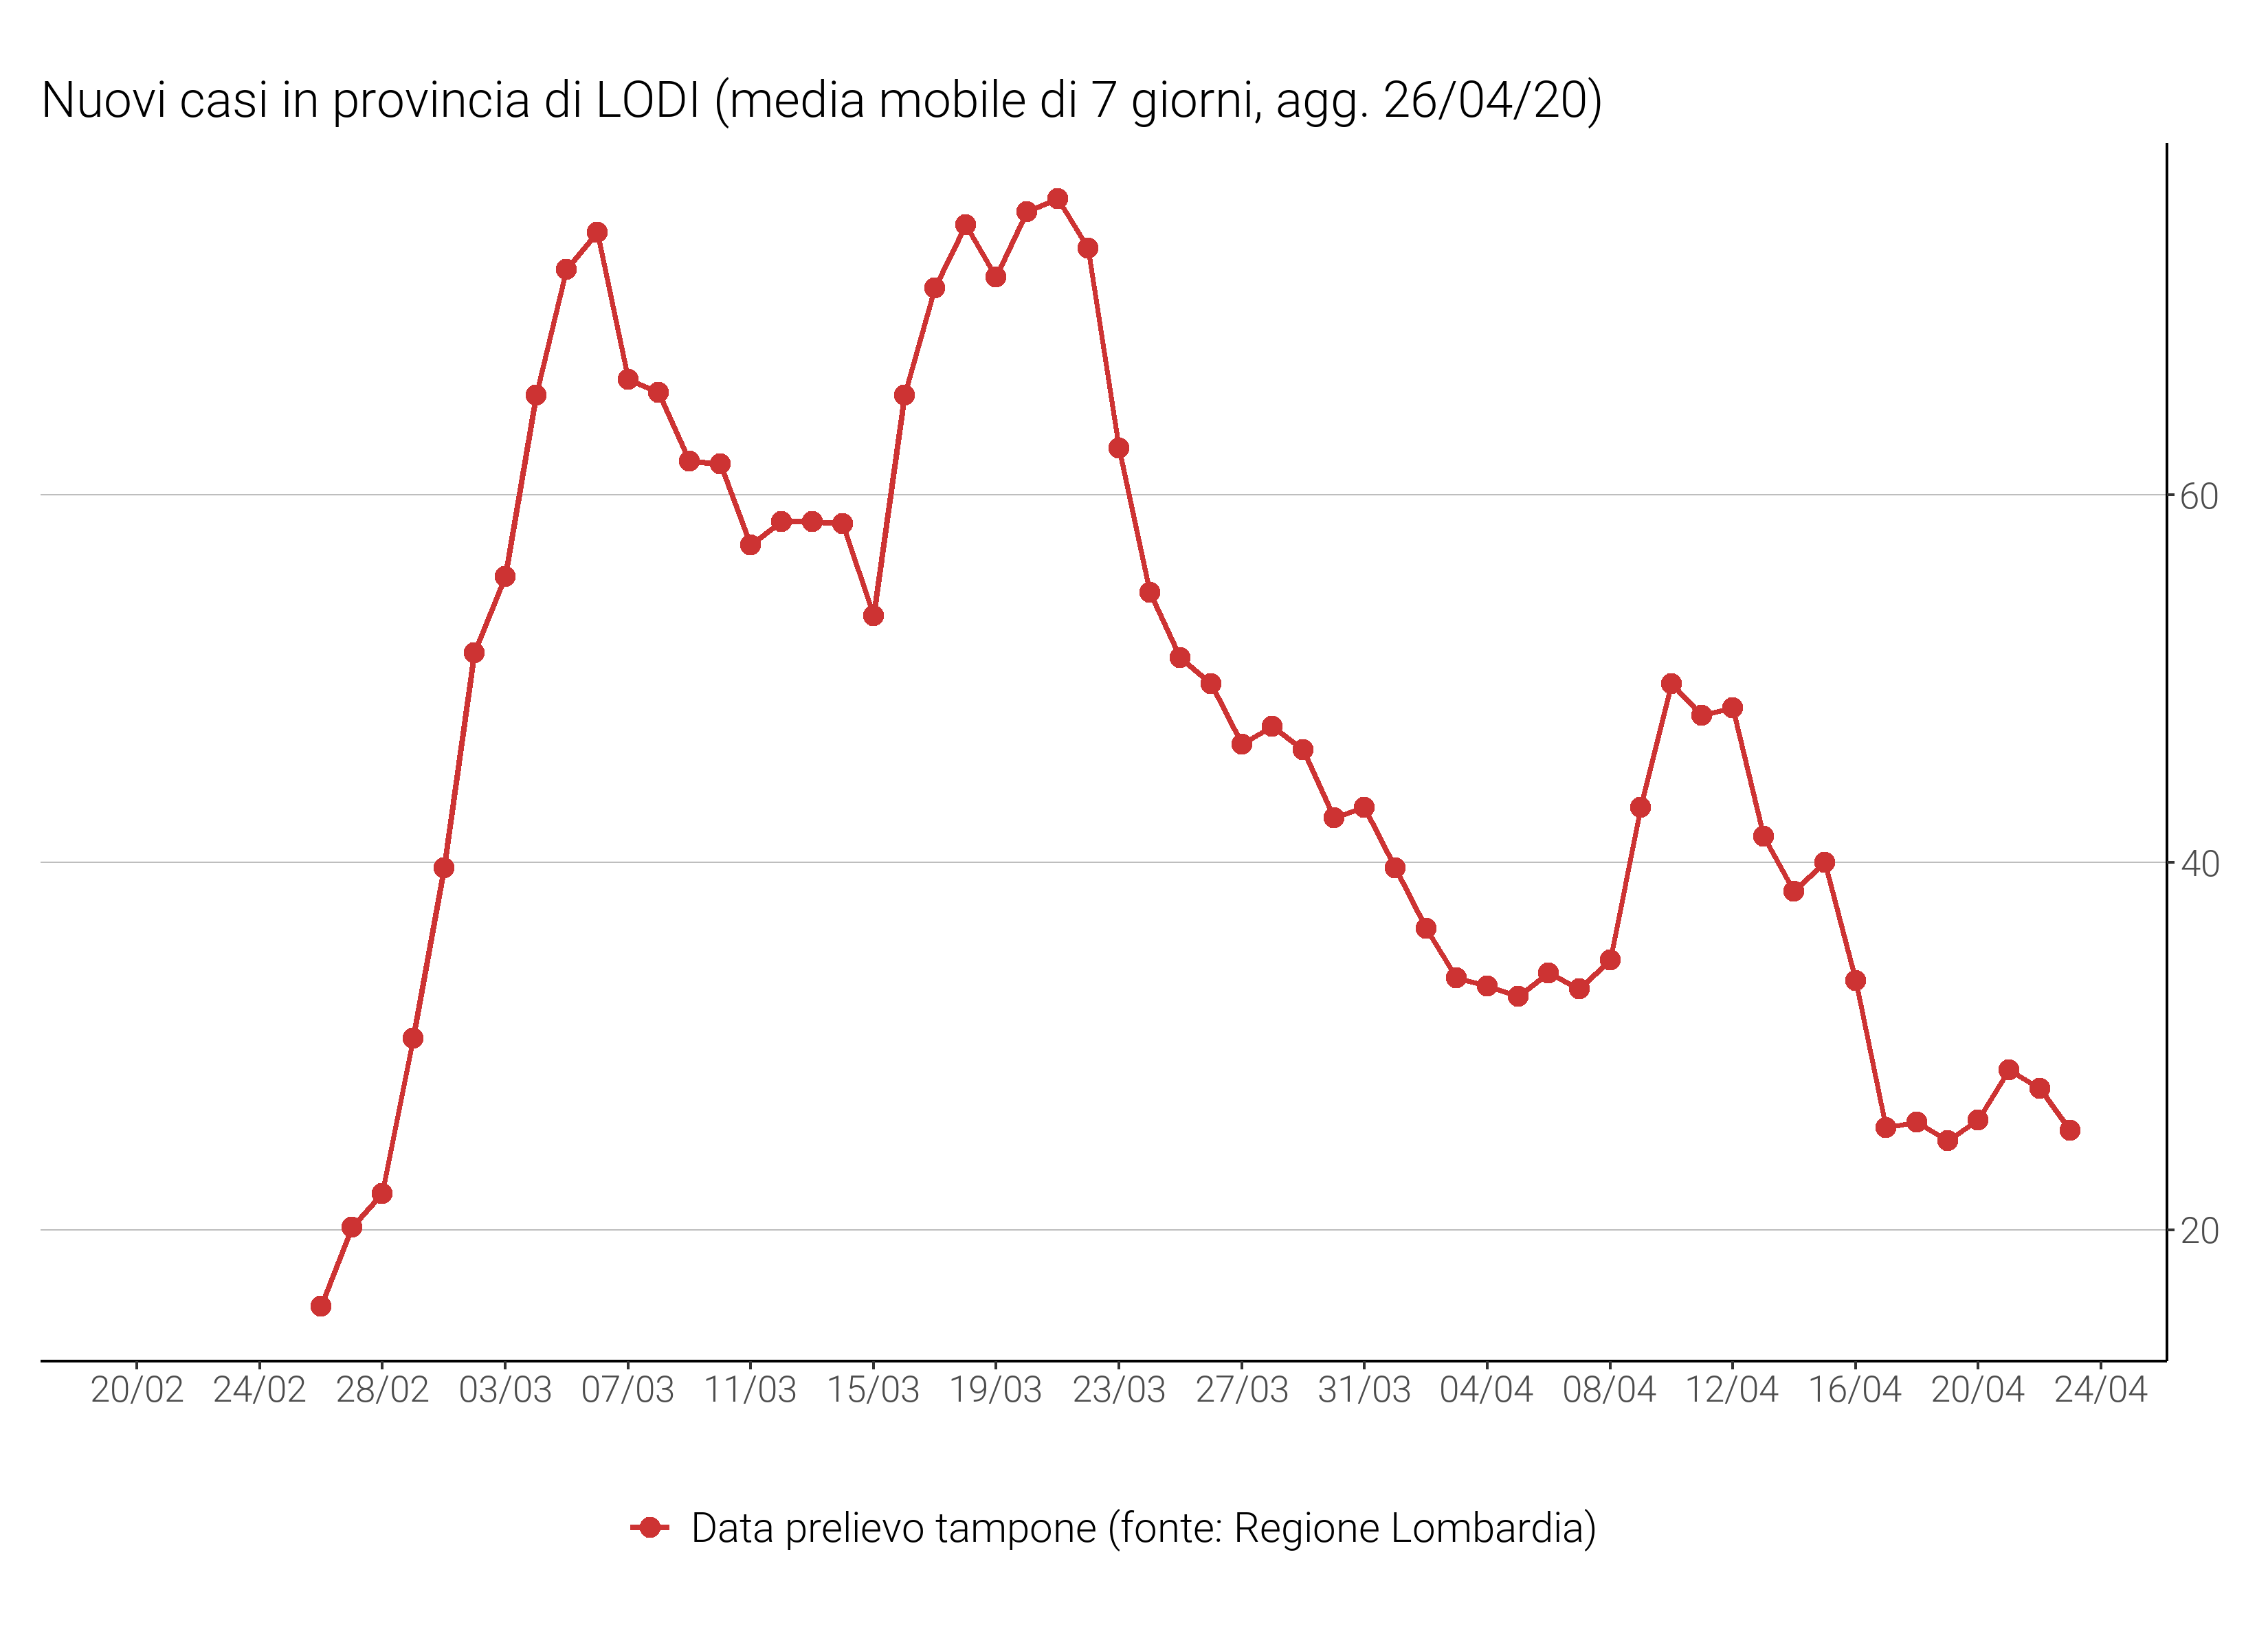 Nuovi casi in provincia di LODI (media mobile di 7 giorni, agg. 26/04/20)
60
40
20
20/02 24/02 28/02 03/03 07/03 11/03 15/03 19/03 23/03 27/03 31/03 04/04 08/04 12/04 16/04 20/04 24/04
Data prelievo tampone (fonte: Regione Lombardia)